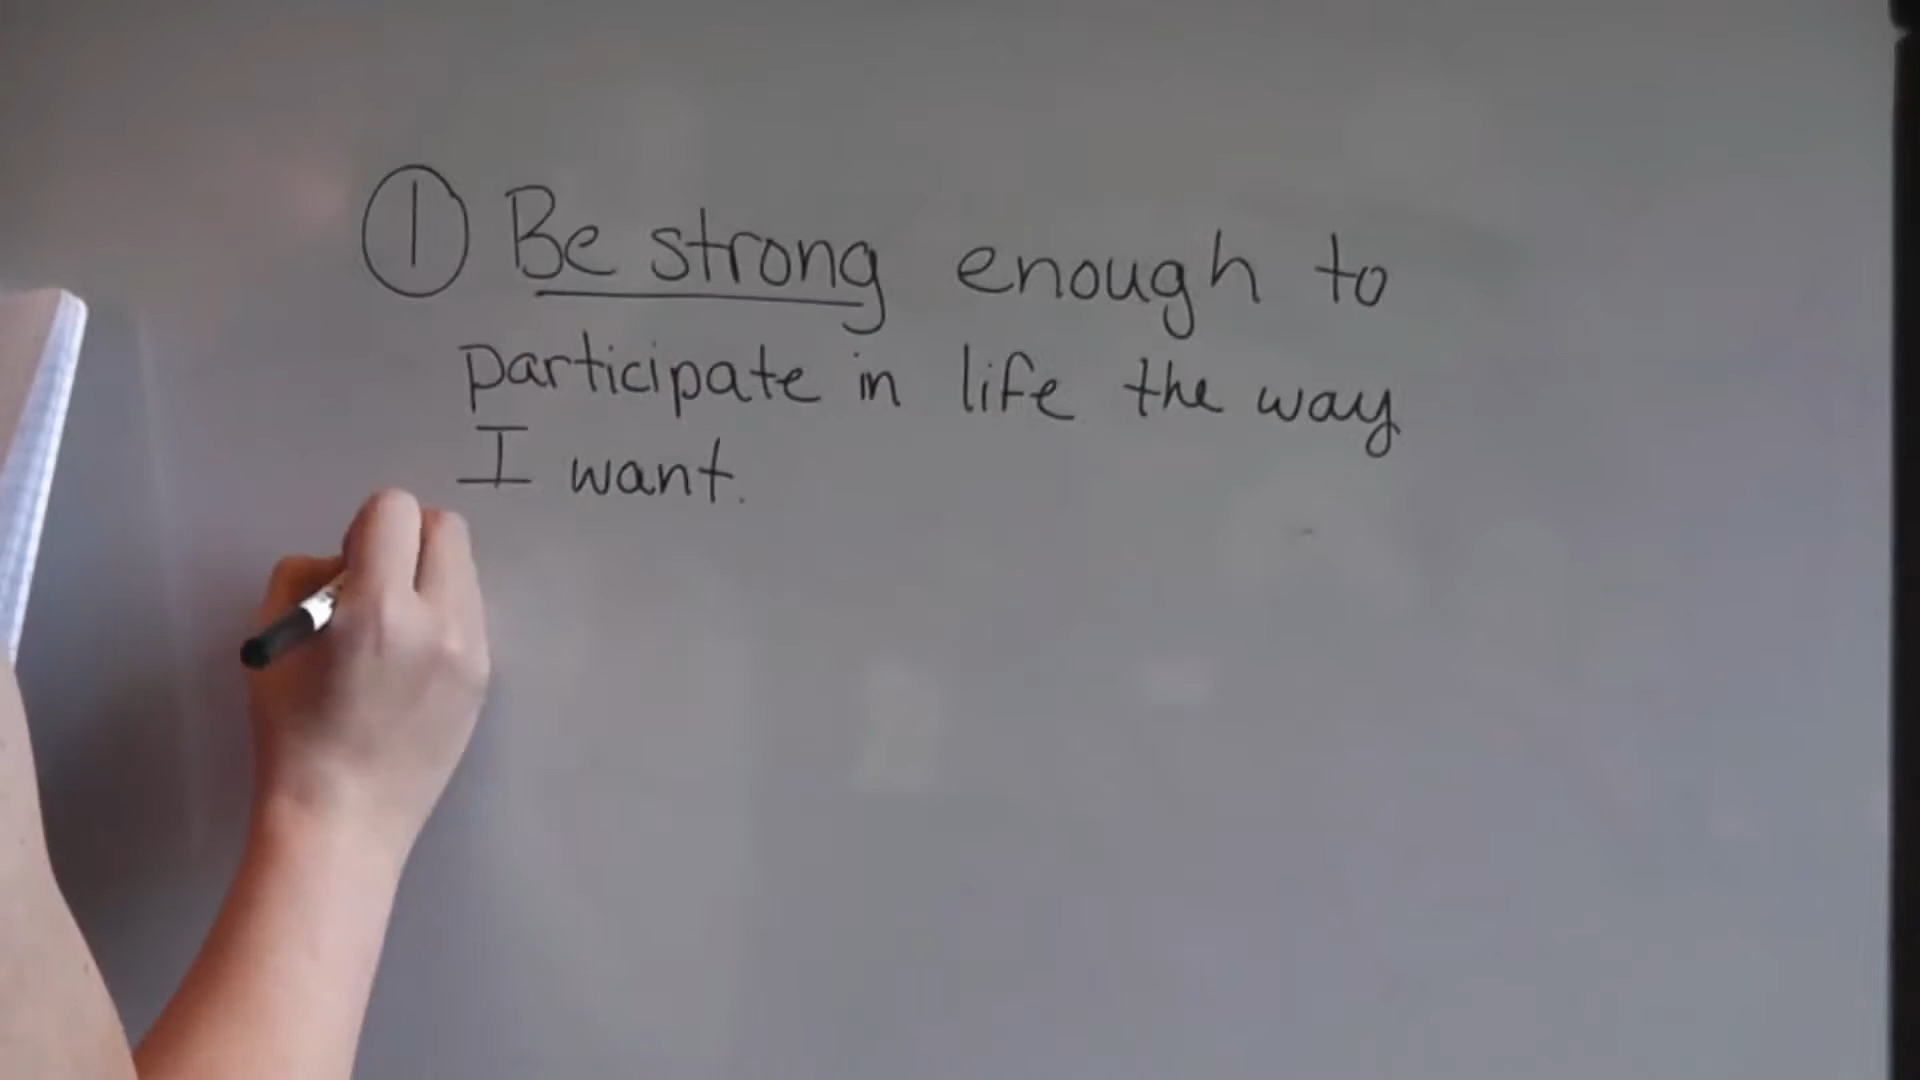 ① Be strong enough to
participate in life the way
I want.